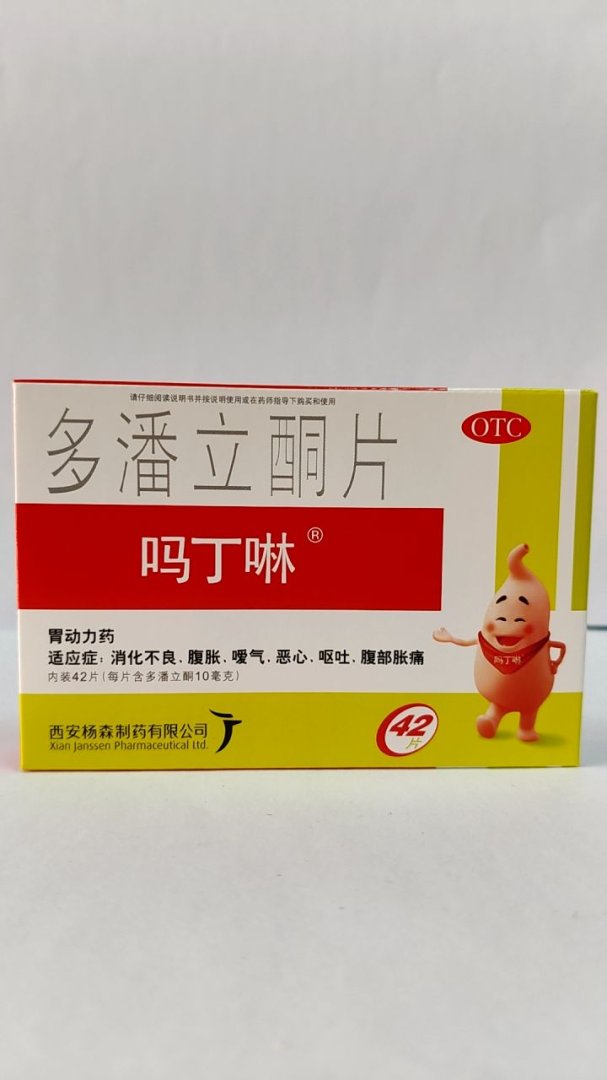 请仔细阅读说明书并按说明使用或在药师指导下购买和使用
多潘立酮片
OTC
吗丁啉®
胃动力药
适应症：消化不良、腹胀、嗳气、恶心、呕吐、腹部胀痛
内装42片(每片含多潘立酮10毫克)
吗丁啉
西安杨森制药有限公司
Xian Janssen Pharmaceutical Ltd.
42
片